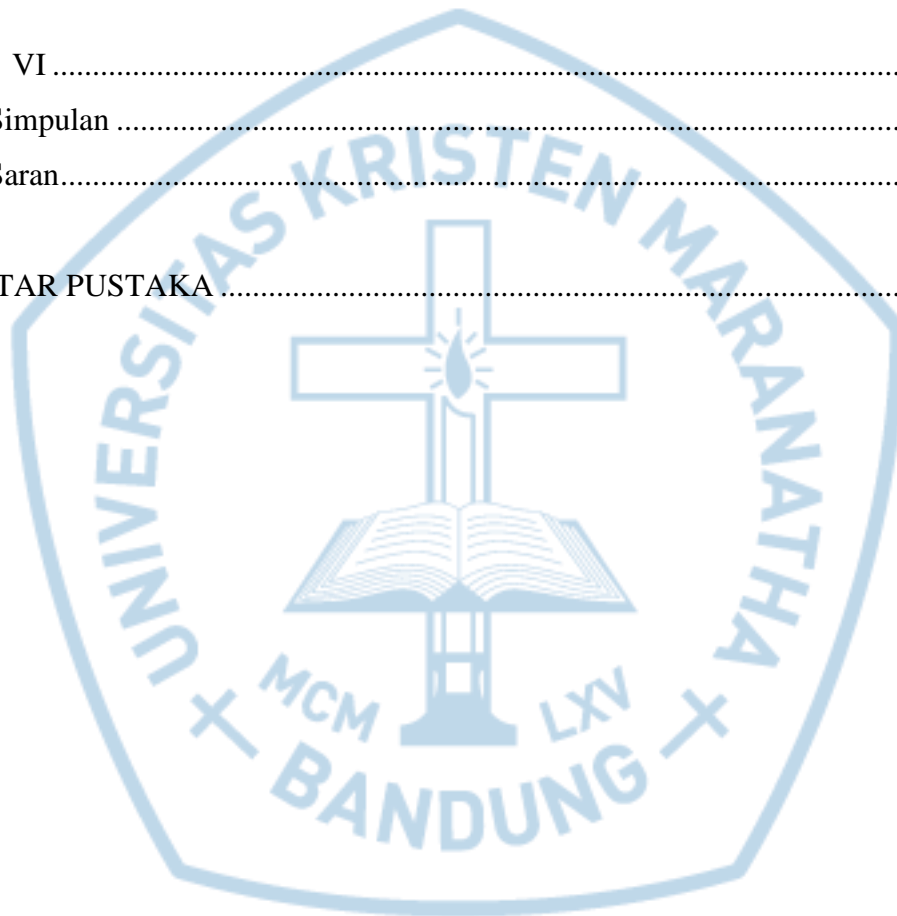 VI ........................................................................................................
Simpulan ................................................................................................
Saran.......................................................................................................
TAR PUSTAKA ...................................................................................
UNIVERSITAS KRISTEN MARANATHA
MCM LXV
BANDUNG